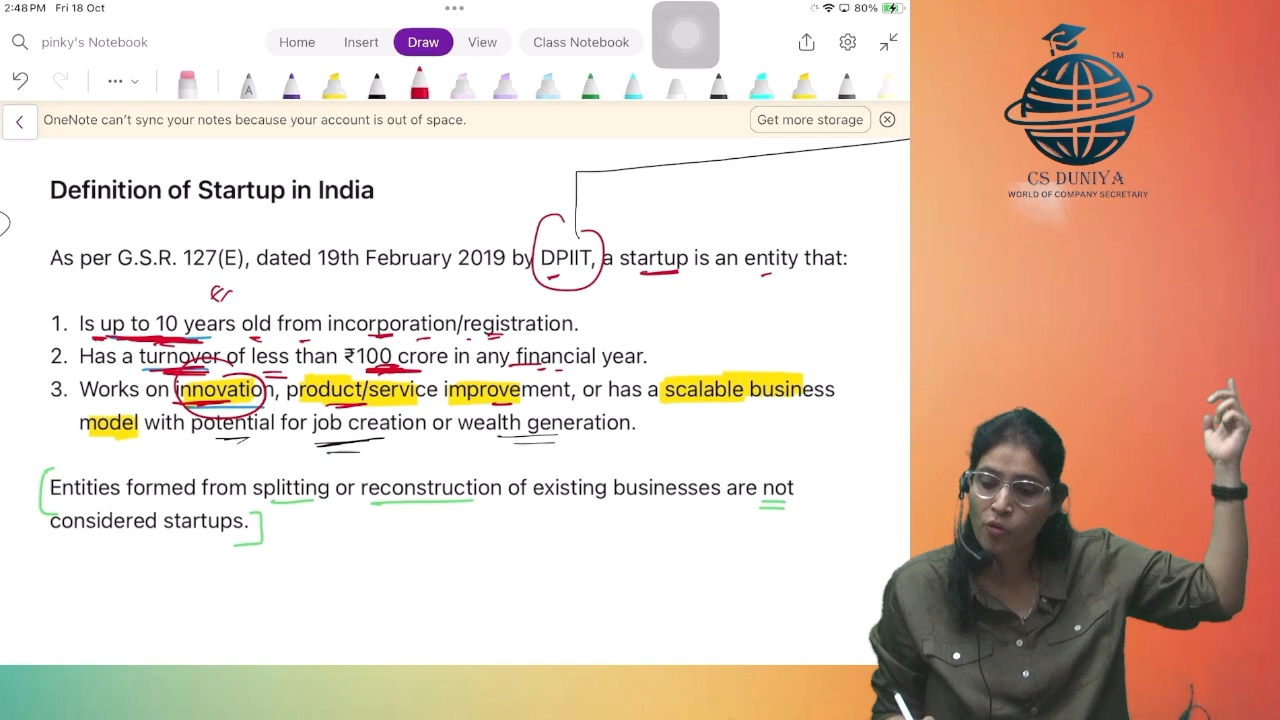 2:48 PM Fri 18 Oct
80%
pinky's Notebook
Home Insert Draw View Class Notebook
A
OneNote can't sync your notes because your account is out of space.
Get more storage
Definition of Startup in India
As per G.S.R. 127(E), dated 19th February 2019 by DPIIT, a startup is an entity that:
1. Is up to 10 years old from incorporation/registration.
2. Has a turnover of less than ₹100 crore in any financial year.
3. Works on innovation, product/service improvement, or has a scalable business
model with potential for job creation or wealth generation.
Entities formed from splitting or reconstruction of existing businesses are not
considered startups.
TM
CS DUNIYA
WORLD OF COMPANY SECRETARY